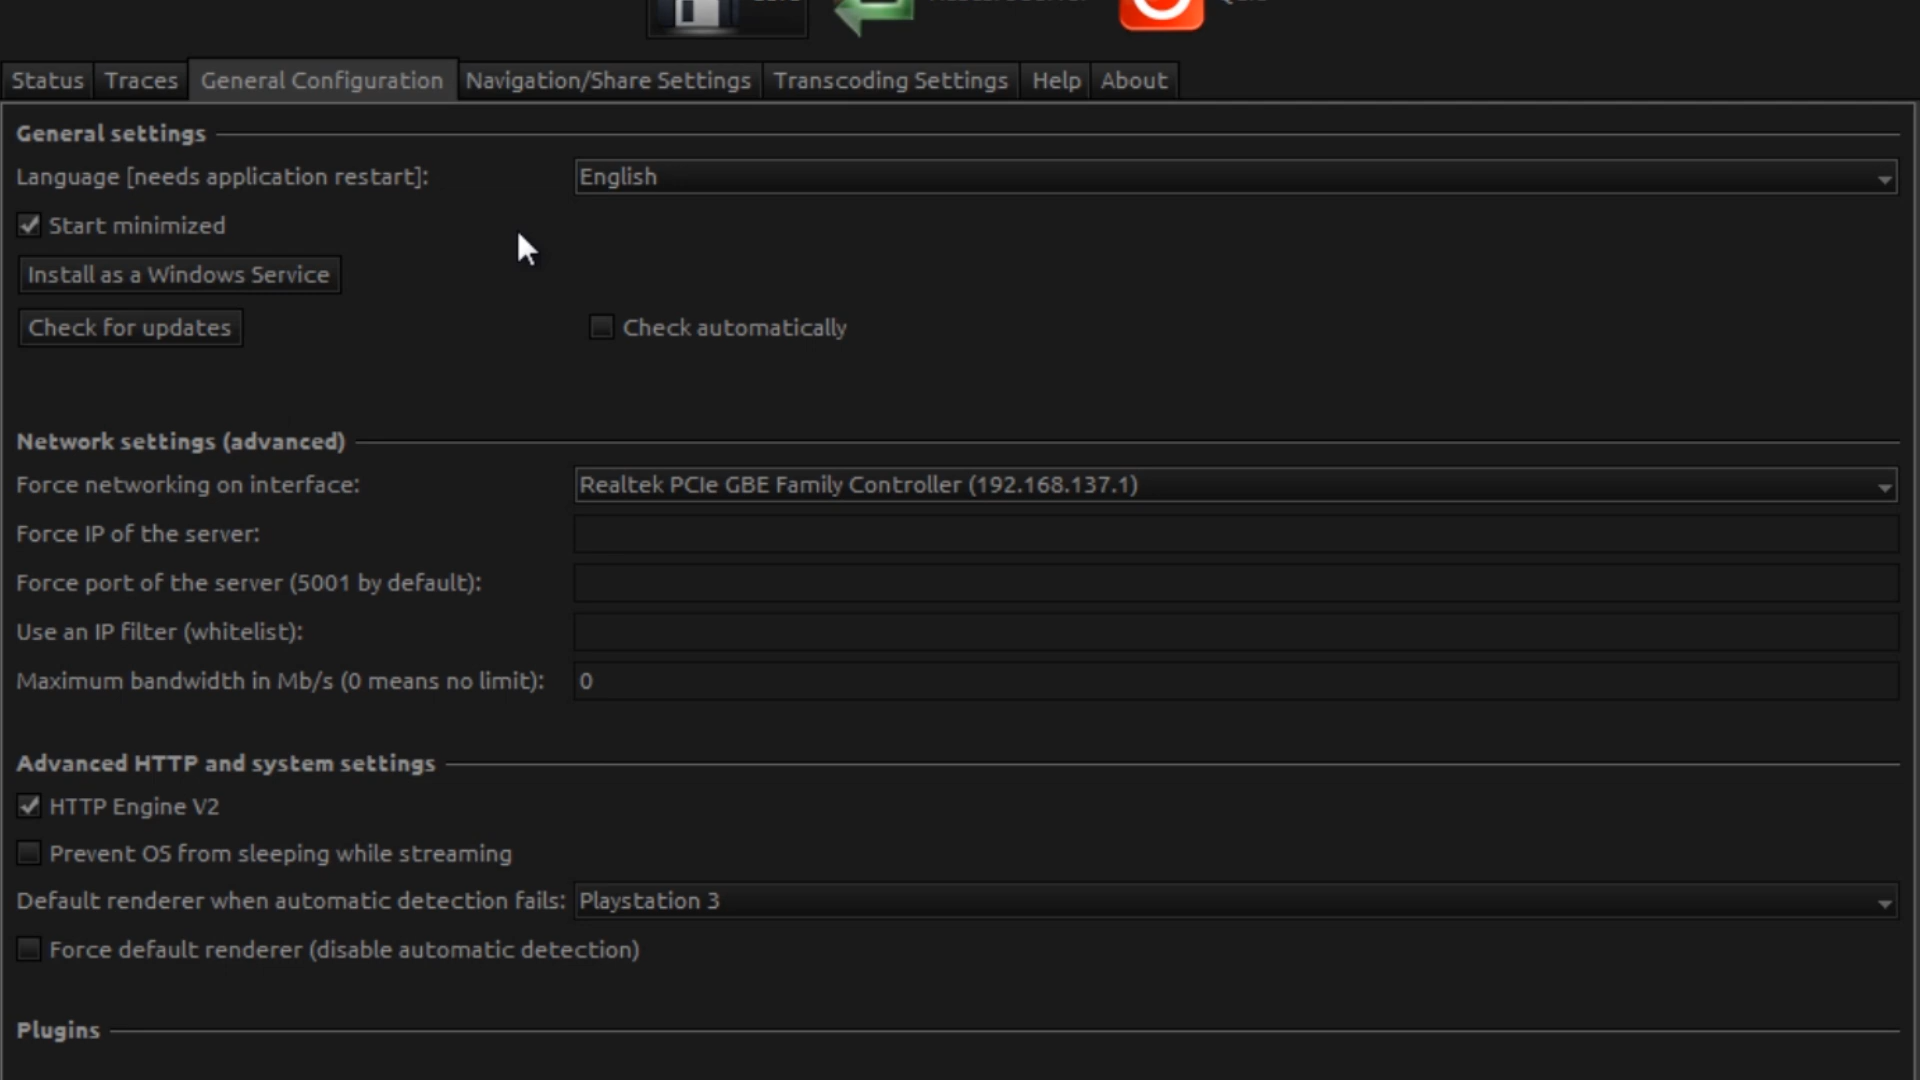 Status Traces General Configuration Navigation/Share Settings Transcoding Settings Help About
General settings
Language [needs application restart]: English
Start minimized
Install as a Windows Service
Check for updates Check automatically
Network settings (advanced)
Force networking on interface: Realtek PCIe GBE Family Controller (192.168.137.1)
Force IP of the server:
Force port of the server (5001 by default):
Use an IP filter (whitelist):
Maximum bandwidth in Mb/s (0 means no limit): 0
Advanced HTTP and system settings
HTTP Engine V2
Prevent OS from sleeping while streaming
Default renderer when automatic detection fails: Playstation 3
Force default renderer (disable automatic detection)
Plugins